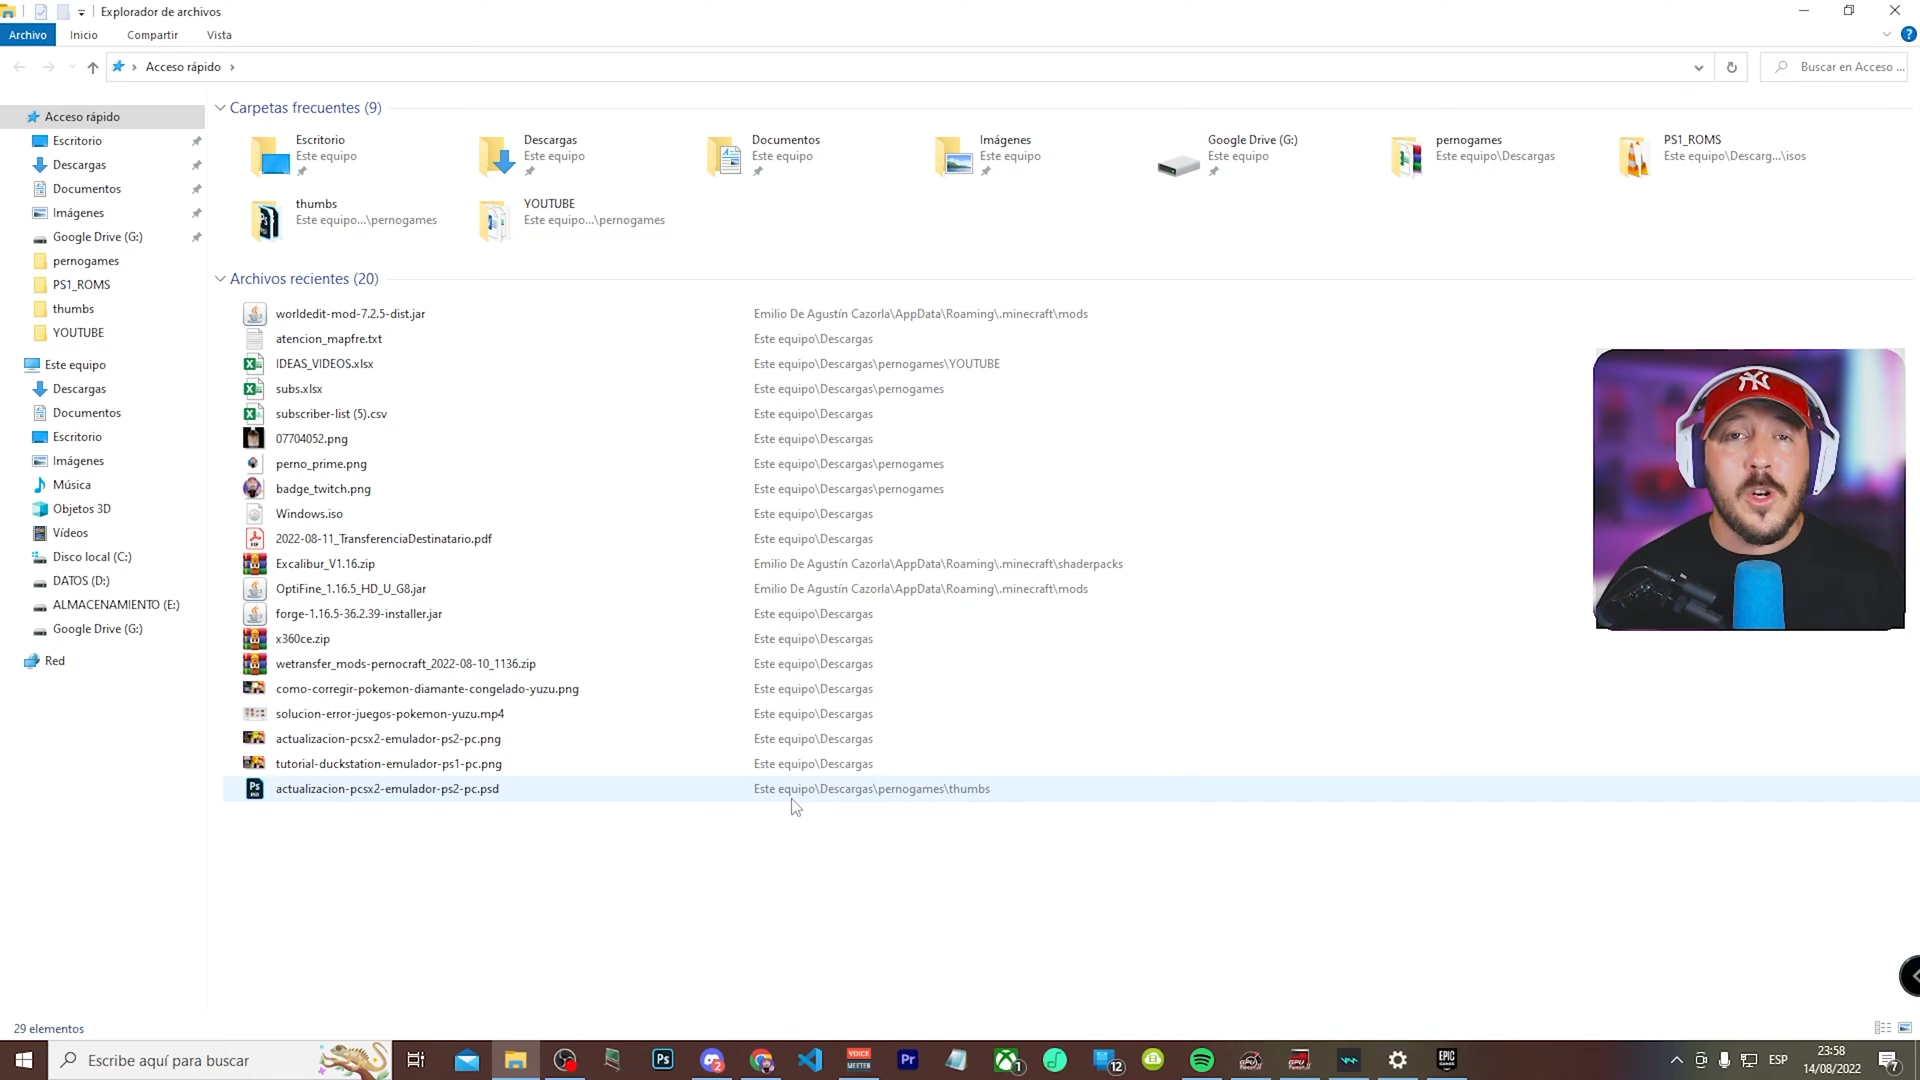 Explorador de archivos
Archivo Inicio Compartir Vista
Acceso rápido
Buscar en Acceso ...
Acceso rápido
Escritorio
Descargas
Documentos
Imágenes
Google Drive (G:)
pernogames
PS1_ROMS
thumbs
YOUTUBE
Este equipo
Descargas
Documentos
Escritorio
Imágenes
Música
Objetos 3D
Vídeos
Disco local (C:)
DATOS (D:)
ALMACENAMIENTO (E:)
Google Drive (G:)
Red
Carpetas frecuentes (9)
Escritorio
Este equipo
Descargas
Este equipo
Documentos
Este equipo
Imágenes
Este equipo
Google Drive (G:)
Este equipo
pernogames
Este equipo\Descargas
PS1_ROMS
Este equipo\Descarg...\isos
thumbs
Este equipo...\pernogames
YOUTUBE
Este equipo...\pernogames
Archivos recientes (20)
worldedit-mod-7.2.5-dist.jar Emilio De Agustín Cazorla\AppData\Roaming\.minecraft\mods
atencion_mapfre.txt Este equipo\Descargas
IDEAS_VIDEOS.xlsx Este equipo\Descargas\pernogames\YOUTUBE
subs.xlsx Este equipo\Descargas\pernogames
subscriber-list (5).csv Este equipo\Descargas
07704052.png Este equipo\Descargas
perno_prime.png Este equipo\Descargas\pernogames
badge_twitch.png Este equipo\Descargas\pernogames
Windows.iso Este equipo\Descargas
2022-08-11_TransferenciaDestinatario.pdf Este equipo\Descargas
Excalibur_V1.16.zip Emilio De Agustín Cazorla\AppData\Roaming\.minecraft\shaderpacks
OptiFine_1.16.5_HD_U_G8.jar Emilio De Agustín Cazorla\AppData\Roaming\.minecraft\mods
forge-1.16.5-36.2.39-installer.jar Este equipo\Descargas
x360ce.zip Este equipo\Descargas
wetransfer_mods-pernocraft_2022-08-10_1136.zip Este equipo\Descargas
como-corregir-pokemon-diamante-congelado-yuzu.png Este equipo\Descargas
solucion-error-juegos-pokemon-yuzu.mp4 Este equipo\Descargas
actualizacion-pcsx2-emulador-ps2-pc.png Este equipo\Descargas
tutorial-duckstation-emulador-ps1-pc.png Este equipo\Descargas
actualizacion-pcsx2-emulador-ps2-pc.psd Este equipo\Descargas\pernogames\thumbs
NY
29 elementos
Escribe aquí para buscar
Ps
2
VOICE
MEETER
Pr
1
12
EPIC
GAMES
ESP
23:58
14/08/2022
7